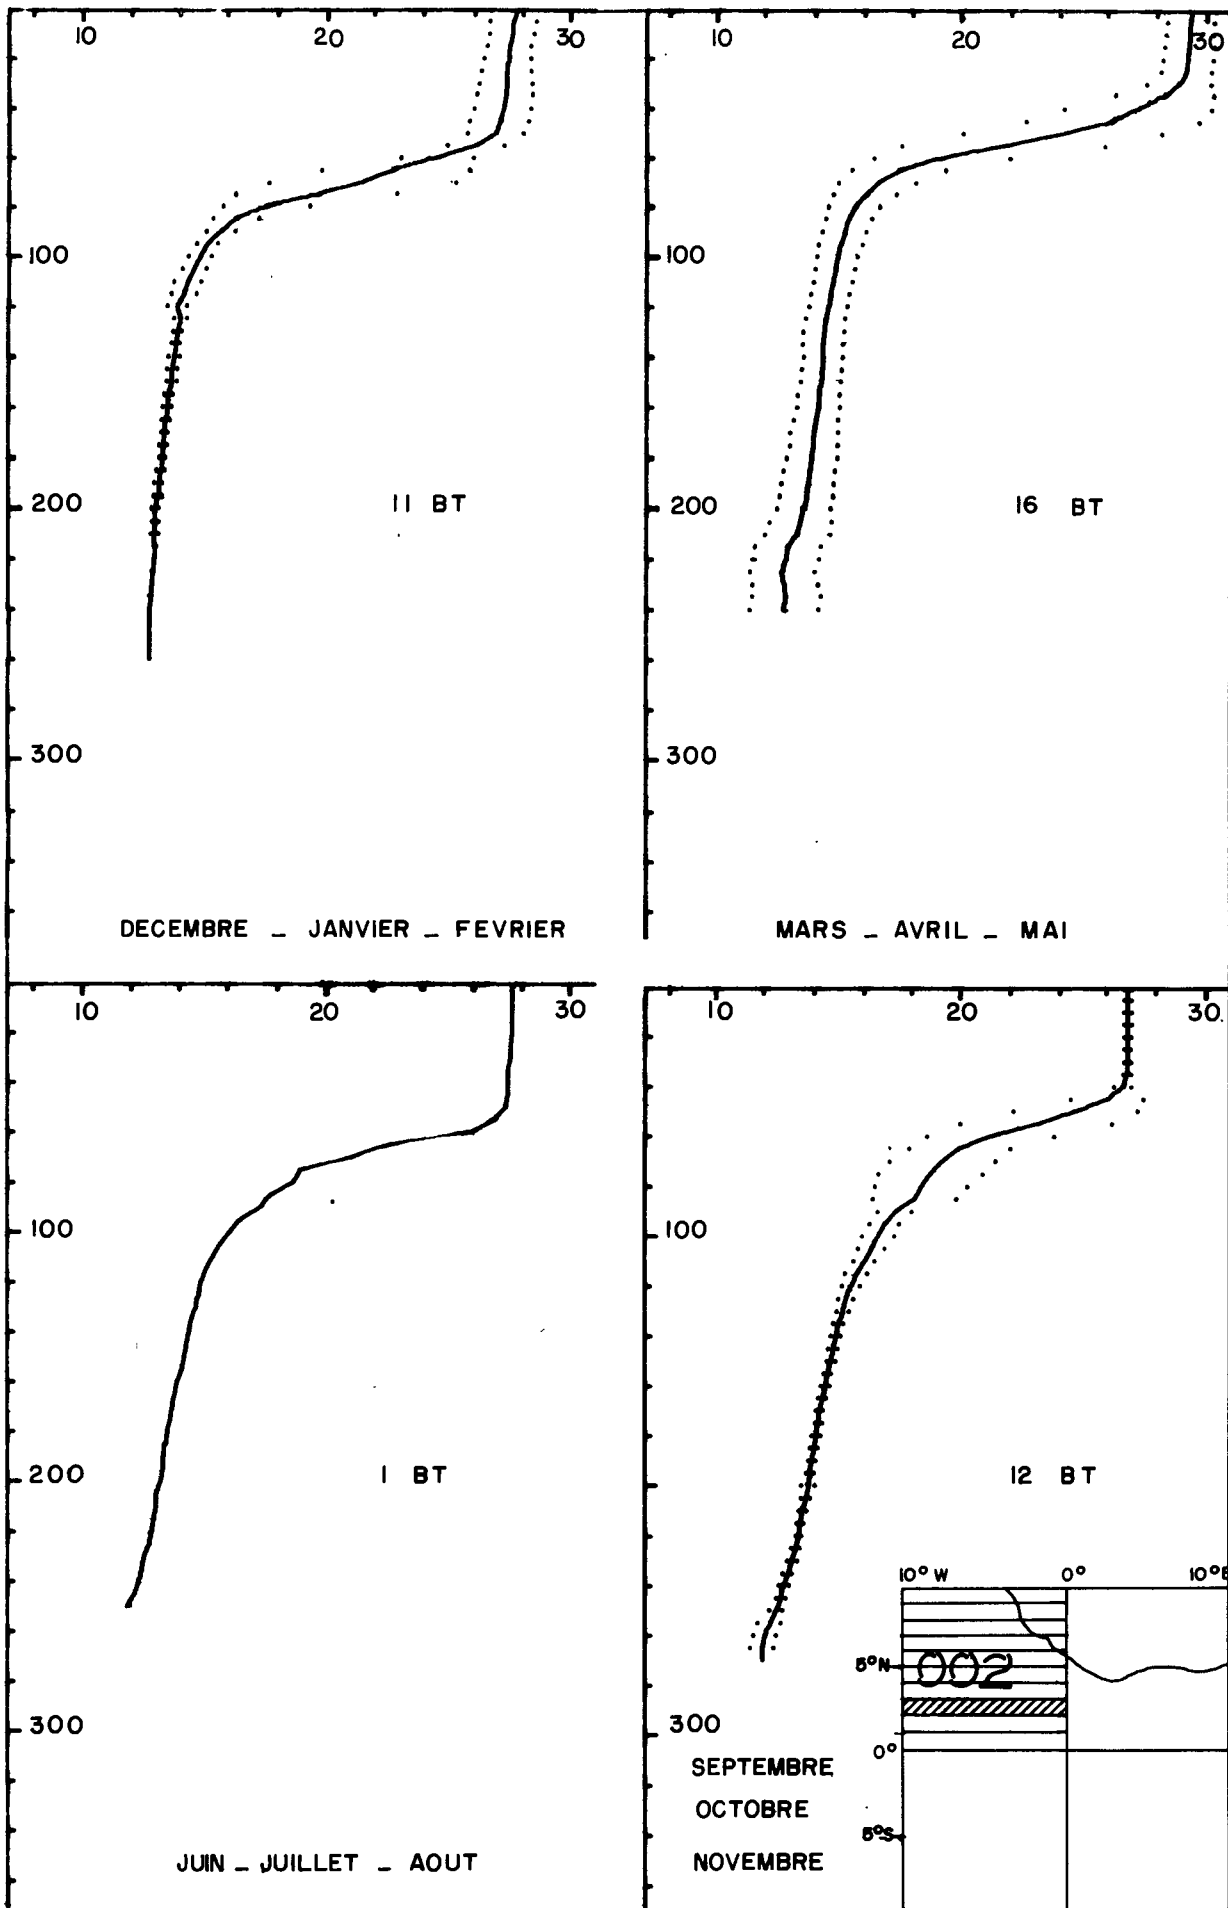 10 20 30
100
200
11 BT
300
DECEMBRE _ JANVIER _ FEVRIER
10 20 30
100
200
16 BT
300
MARS _ AVRIL _ MAI
10 20 30
100
200
1 BT
300
JUIN _ JUILLET _ AOUT
10 20 30
100
12 BT
300
SEPTEMBRE
OCTOBRE
NOVEMBRE
10° W 0° 10°E
5°N
002
0°
5°S